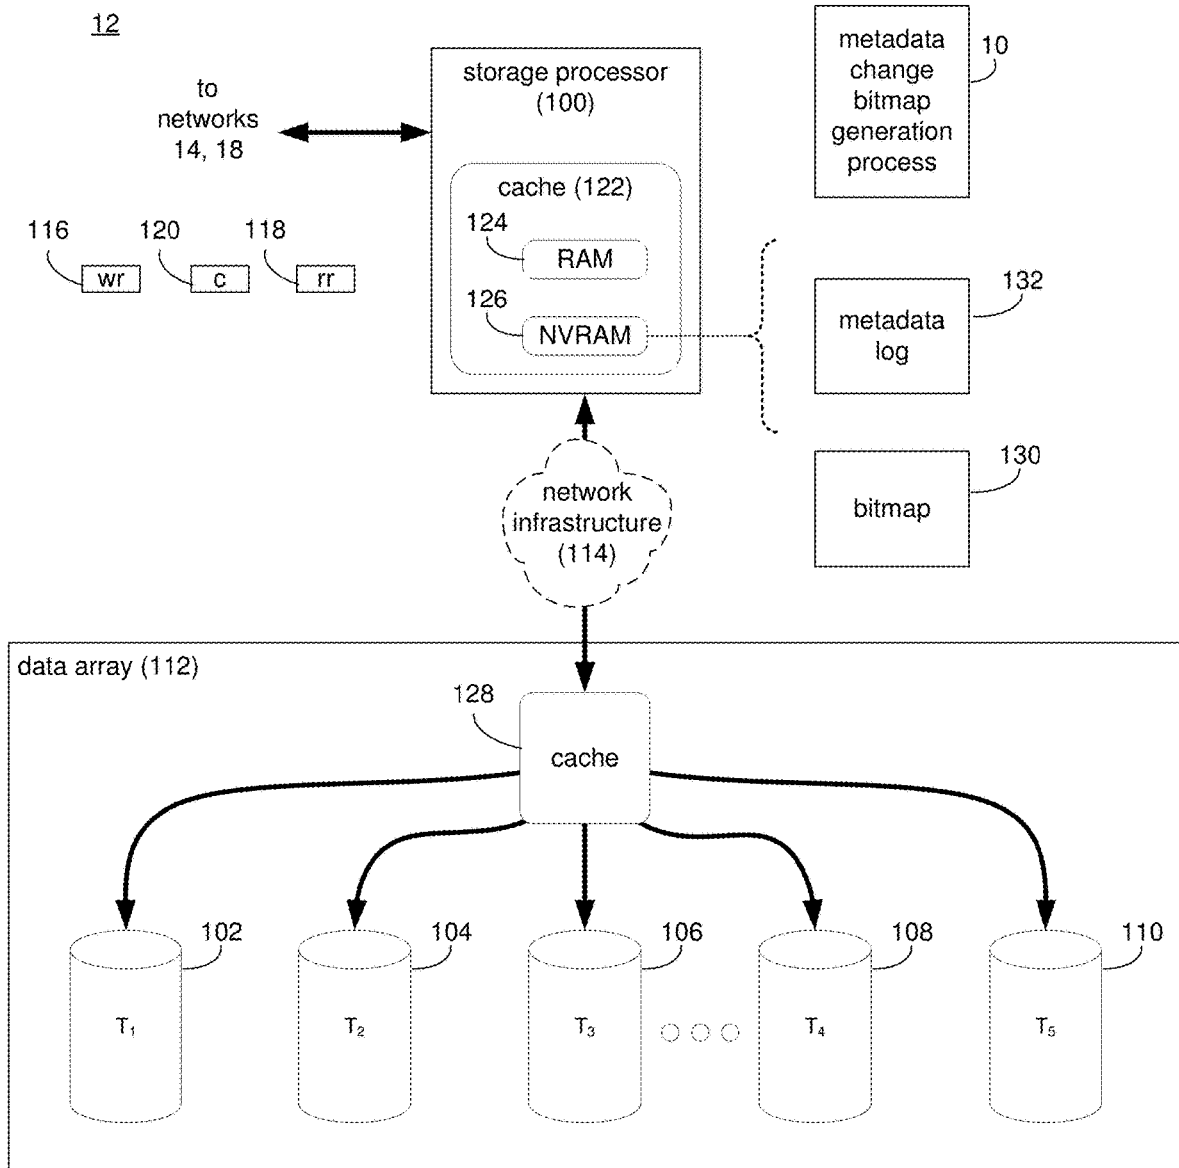 12
to
networks
14, 18
116
120
118
wr
c
rr
storage processor
(100)
cache (122)
124
RAM
126
NVRAM
metadata
change
bitmap
generation
process
10
metadata
log
132
bitmap
130
network
infrastructure
(114)
data array (112)
128
cache
102
104
106
108
110
T₁
T₂
T₃
T₄
T₅